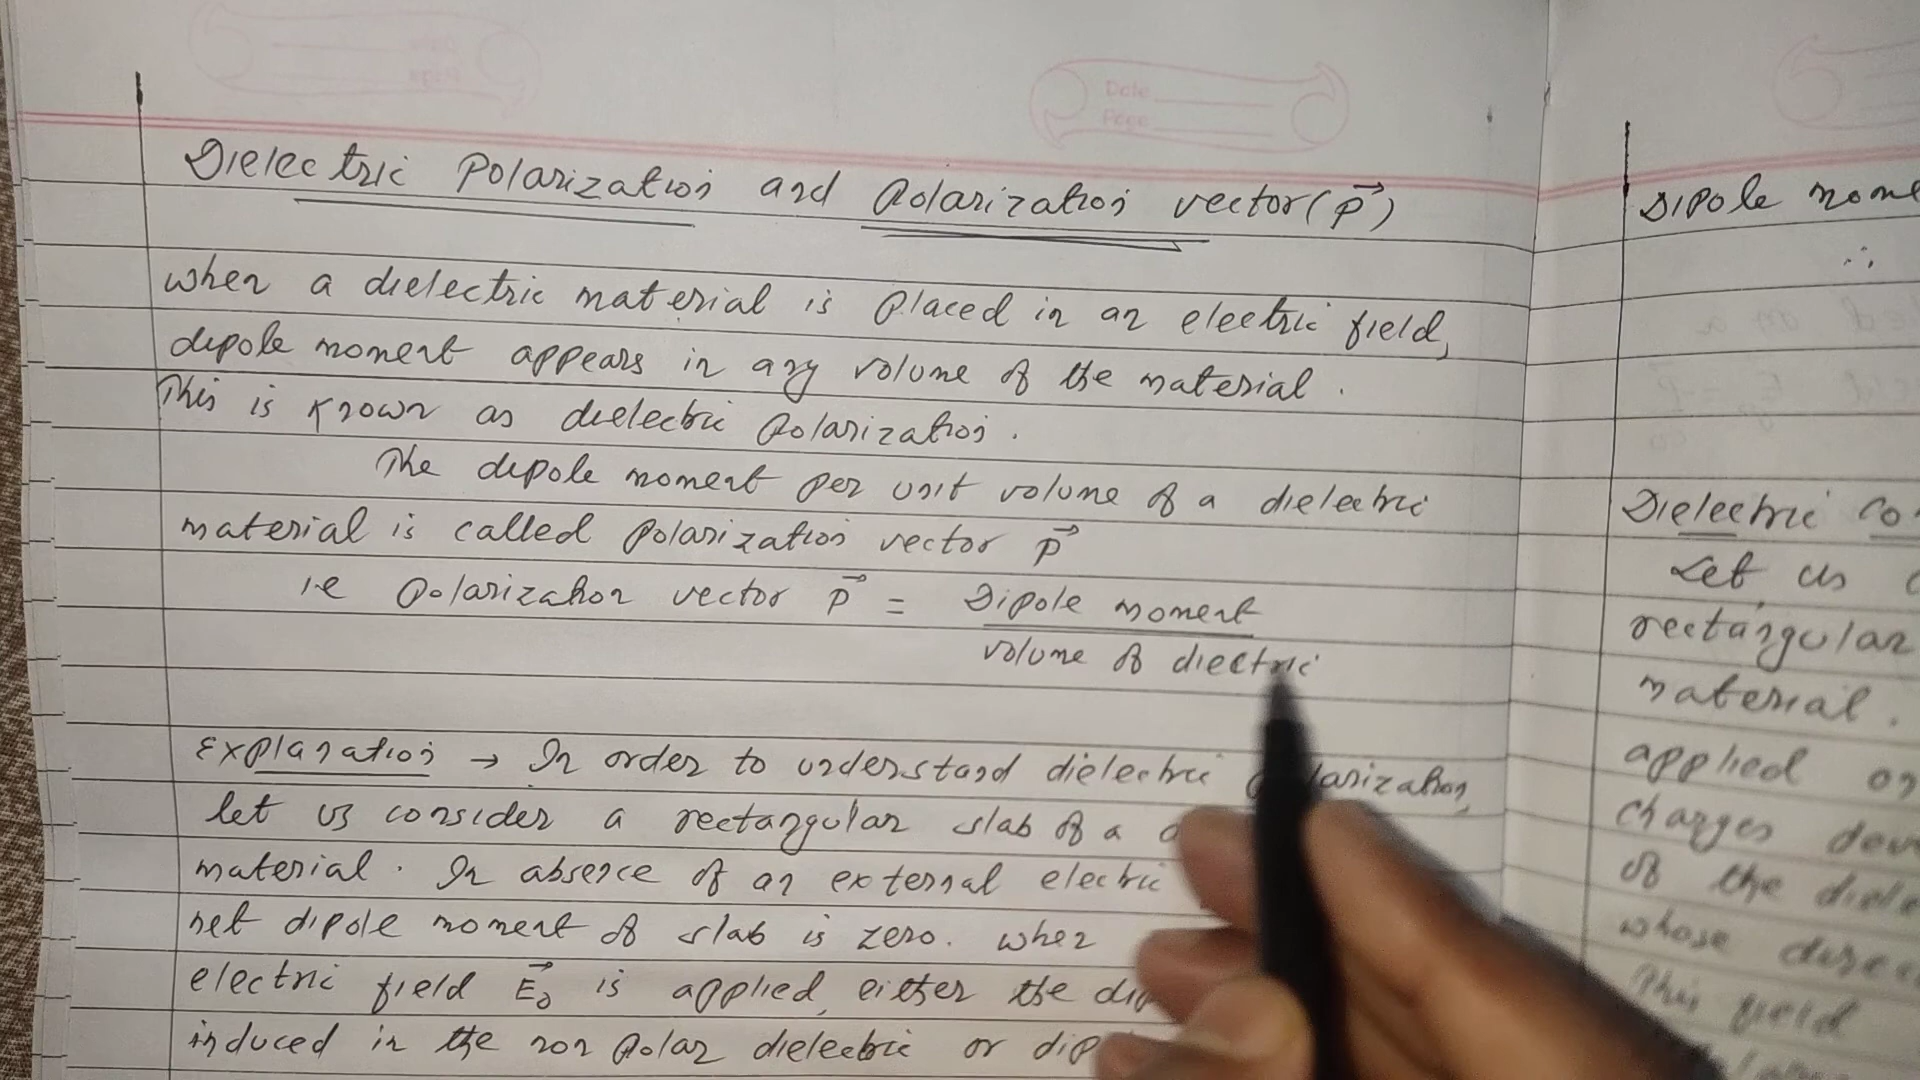 Date
Page
Dielectric Polarization and Polarization vector (P⃗)
when a dielectric material is placed in an electric field,
dipole moment appears in any volume of the material.
This is known as dielectric polarization.
The dipole moment per unit volume of a dielectric
material is called polarization vector P⃗
i.e Polarization vector P⃗ = Dipole moment
volume of diectric
Explanation → In order to understand dielectric polarization,
let us consider a rectangular slab of a
material. In absence of an external electric
net dipole moment of slab is zero. when
electric field E⃗₀ is applied, either the
induced in the non polar dielectric or
Dipole
∴
Dielectric
Let us
rectangular
material.
applied
charges
of the
whose
This field